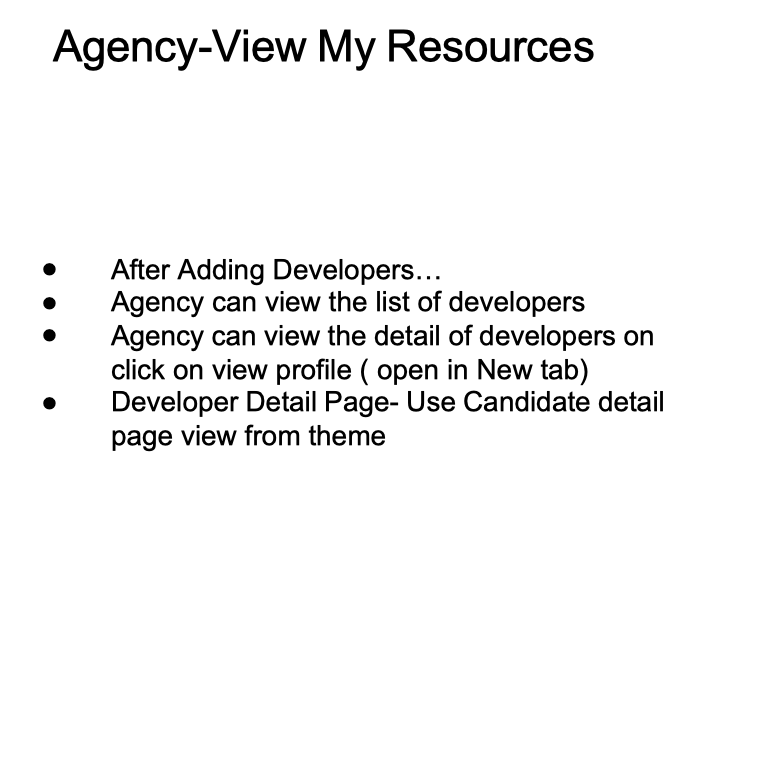 Agency-View My Resources
● After Adding Developers…
● Agency can view the list of developers
● Agency can view the detail of developers on
click on view profile ( open in New tab)
● Developer Detail Page- Use Candidate detail
page view from theme